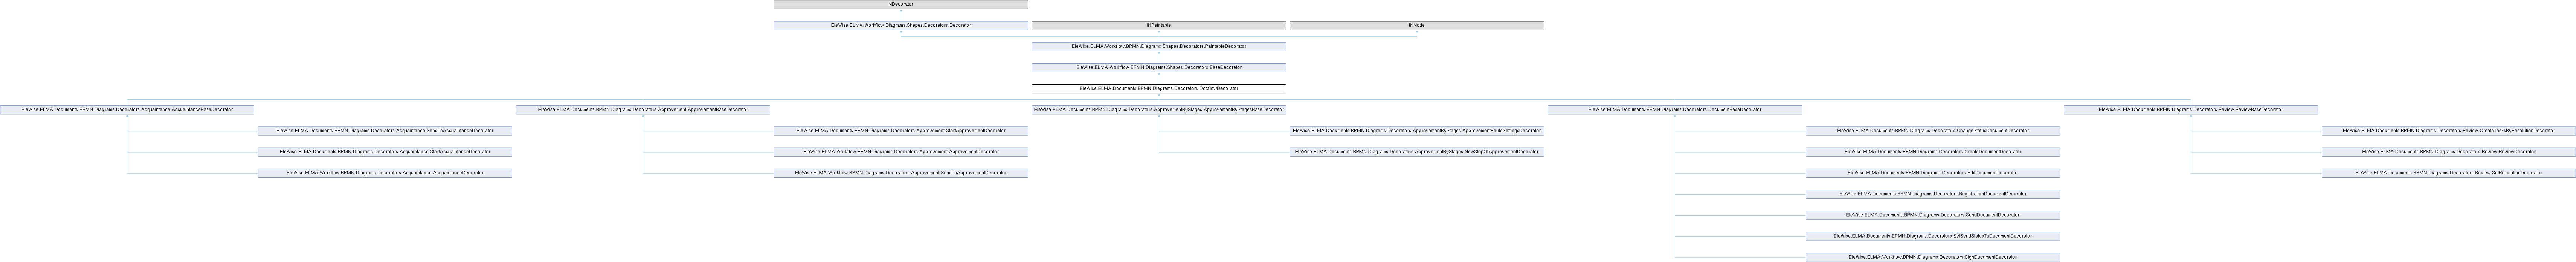 NDecorator
EleWise.ELMA.Workflow.Diagrams.Shapes.Decorators.Decorator
INPaintable
INNode
EleWise.ELMA.Workflow.BPMN.Diagrams.Shapes.Decorators.PaintableDecorator
EleWise.ELMA.Workflow.BPMN.Diagrams.Shapes.Decorators.BaseDecorator
EleWise.ELMA.Documents.BPMN.Diagrams.Decorators.DocflowDecorator
EleWise.ELMA.Documents.BPMN.Diagrams.Decorators.Acquaintance.AcquaintanceBaseDecorator
EleWise.ELMA.Documents.BPMN.Diagrams.Decorators.Approvement.ApprovementBaseDecorator
EleWise.ELMA.Documents.BPMN.Diagrams.Decorators.ApprovementByStages.ApprovementByStagesBaseDecorator
EleWise.ELMA.Documents.BPMN.Diagrams.Decorators.DocumentBaseDecorator
EleWise.ELMA.Documents.BPMN.Diagrams.Decorators.Review.ReviewBaseDecorator
EleWise.ELMA.Documents.BPMN.Diagrams.Decorators.Acquaintance.SendToAcquaintanceDecorator
EleWise.ELMA.Documents.BPMN.Diagrams.Decorators.Approvement.StartApprovementDecorator
EleWise.ELMA.Documents.BPMN.Diagrams.Decorators.ApprovementByStages.ApprovementRouteSettingsDecorator
EleWise.ELMA.Documents.BPMN.Diagrams.Decorators.ChangeStatusDocumentDecorator
EleWise.ELMA.Documents.BPMN.Diagrams.Decorators.Review.CreateTasksByResolutionDecorator
EleWise.ELMA.Documents.BPMN.Diagrams.Decorators.Acquaintance.StartAcquaintanceDecorator
EleWise.ELMA.Workflow.BPMN.Diagrams.Decorators.Approvement.ApprovementDecorator
EleWise.ELMA.Documents.BPMN.Diagrams.Decorators.ApprovementByStages.NewStepOfApprovementDecorator
EleWise.ELMA.Documents.BPMN.Diagrams.Decorators.CreateDocumentDecorator
EleWise.ELMA.Documents.BPMN.Diagrams.Decorators.Review.ReviewDecorator
EleWise.ELMA.Workflow.BPMN.Diagrams.Decorators.Acquaintance.AcquaintanceDecorator
EleWise.ELMA.Workflow.BPMN.Diagrams.Decorators.Approvement.SendToApprovementDecorator
EleWise.ELMA.Documents.BPMN.Diagrams.Decorators.EditDocumentDecorator
EleWise.ELMA.Documents.BPMN.Diagrams.Decorators.Review.SetResolutionDecorator
EleWise.ELMA.Documents.BPMN.Diagrams.Decorators.RegistrationDocumentDecorator
EleWise.ELMA.Documents.BPMN.Diagrams.Decorators.SendDocumentDecorator
EleWise.ELMA.Documents.BPMN.Diagrams.Decorators.SetSendStatusToDocumentDecorator
EleWise.ELMA.Workflow.BPMN.Diagrams.Decorators.SignDocumentDecorator